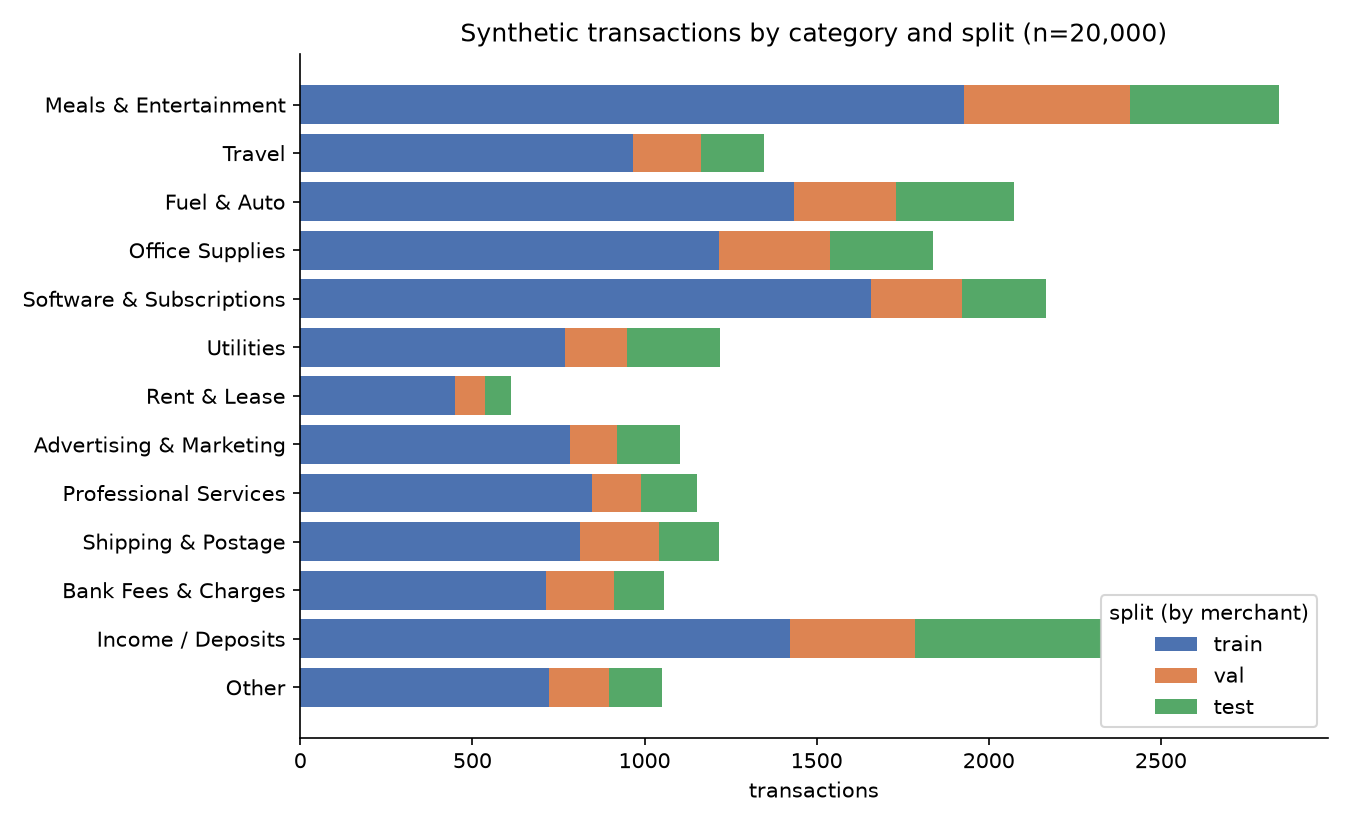 Synthetic transactions by category and split (n=20,000)
Meals & Entertainment
Travel
Fuel & Auto
Office Supplies
Software & Subscriptions
Utilities
Rent & Lease
Advertising & Marketing
Professional Services
Shipping & Postage
Bank Fees & Charges
Income / Deposits
Other
split (by merchant)
train
val
test
0 500 1000 1500 2000 2500
transactions